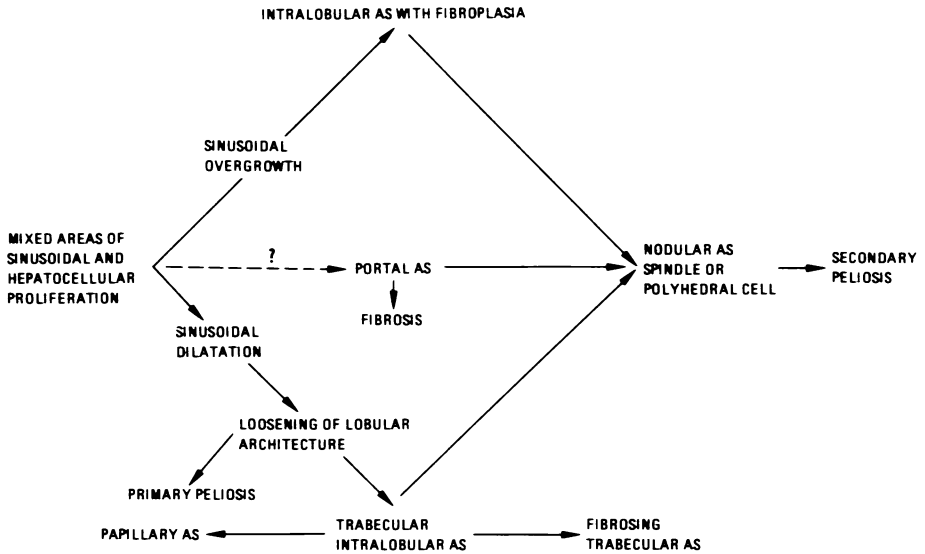 INTRALOBULAR AS WITH FIBROPLASIA
SINUSOIDAL
OVERGROWTH
MIXED AREAS OF
SINUSOIDAL AND
HEPATOCELLULAR
PROLIFERATION
?
PORTAL AS
NODULAR AS
SPINDLE OR
POLYHEDRAL CELL
SECONDARY
PELIOSIS
FIBROSIS
SINUSOIDAL
DILATATION
LOOSENING OF LOBULAR
ARCHITECTURE
PRIMARY PELIOSIS
PAPILLARY AS
TRABECULAR
INTRALOBULAR AS
FIBROSING
TRABECULAR AS